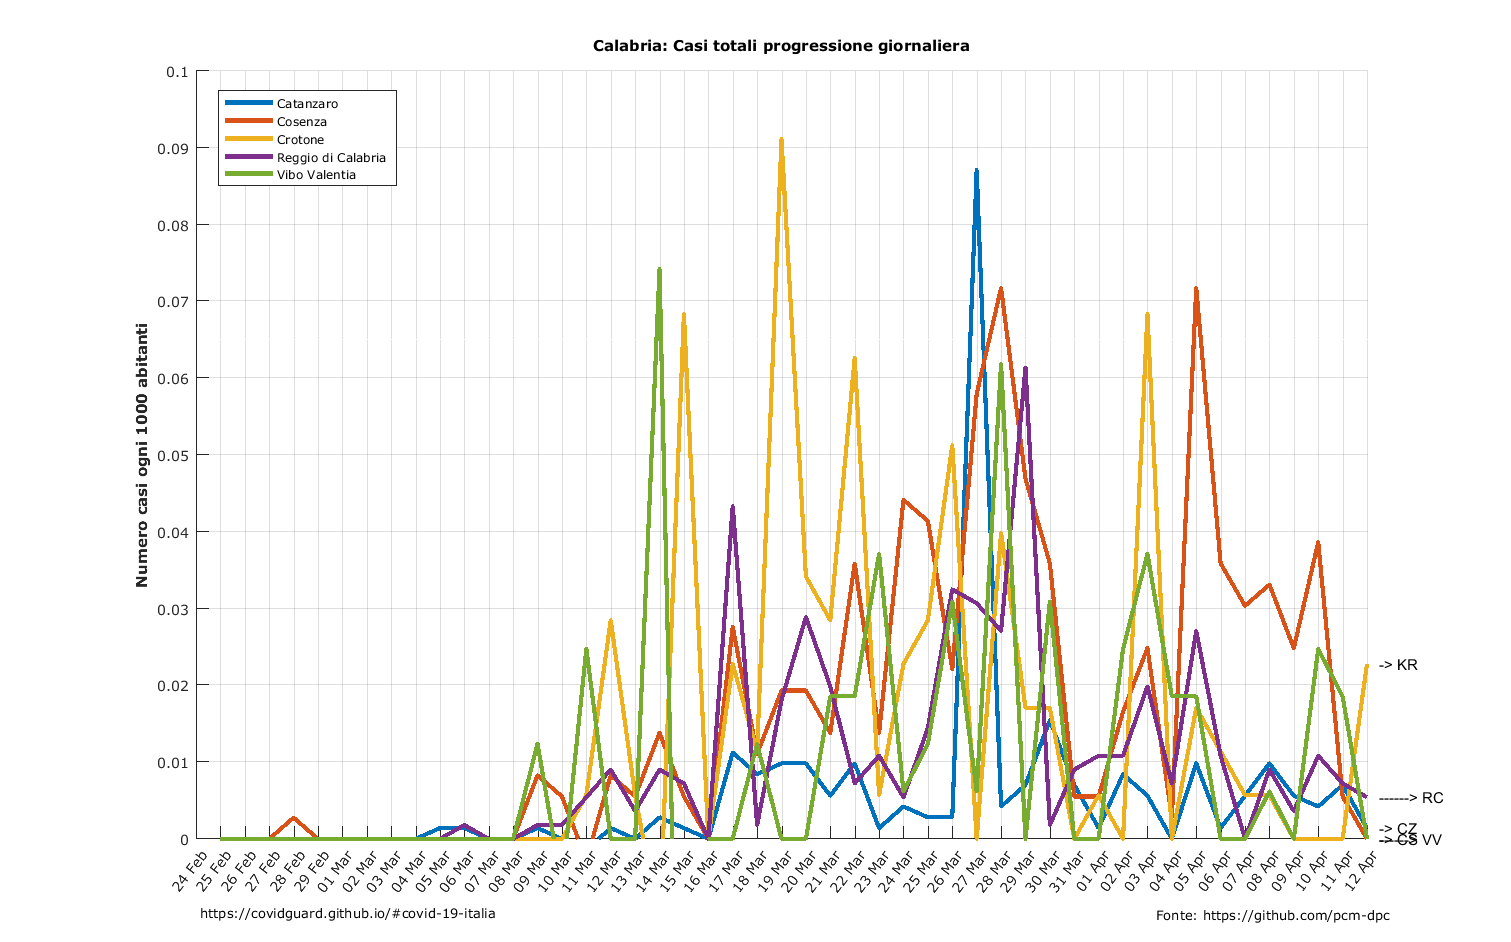 Calabria: Casi totali progressione giornaliera
Numero casi ogni 1000 abitanti
0.1
0.09
0.08
0.07
0.06
0.05
0.04
0.03
0.02
0.01
0
Catanzaro
Cosenza
Crotone
Reggio di Calabria
Vibo Valentia
-> KR
------> RC
-> CZ
-> CS
VV
24 Feb
25 Feb
26 Feb
27 Feb
28 Feb
29 Feb
01 Mar
02 Mar
03 Mar
04 Mar
05 Mar
06 Mar
07 Mar
08 Mar
09 Mar
10 Mar
11 Mar
12 Mar
13 Mar
14 Mar
15 Mar
16 Mar
17 Mar
18 Mar
19 Mar
20 Mar
21 Mar
22 Mar
23 Mar
24 Mar
25 Mar
26 Mar
27 Mar
28 Mar
29 Mar
30 Mar
31 Mar
01 Apr
02 Apr
03 Apr
04 Apr
05 Apr
06 Apr
07 Apr
08 Apr
09 Apr
10 Apr
11 Apr
12 Apr
https://covidguard.github.io/#covid-19-italia
Fonte: https://github.com/pcm-dpc